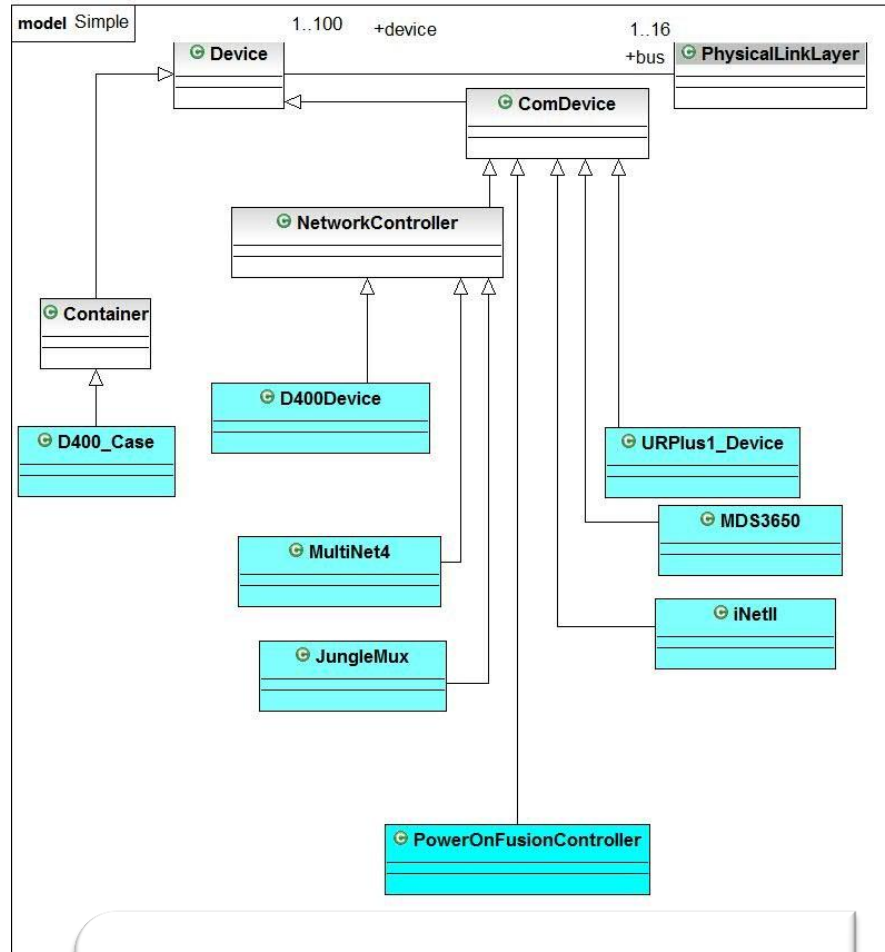 model Simple
1..100
+device
1..16
+bus
Device
PhysicalLinkLayer
ComDevice
NetworkController
Container
D400Device
D400_Case
URPlus1_Device
MDS3650
MultiNet4
iNetII
JungleMux
PowerOnFusionController